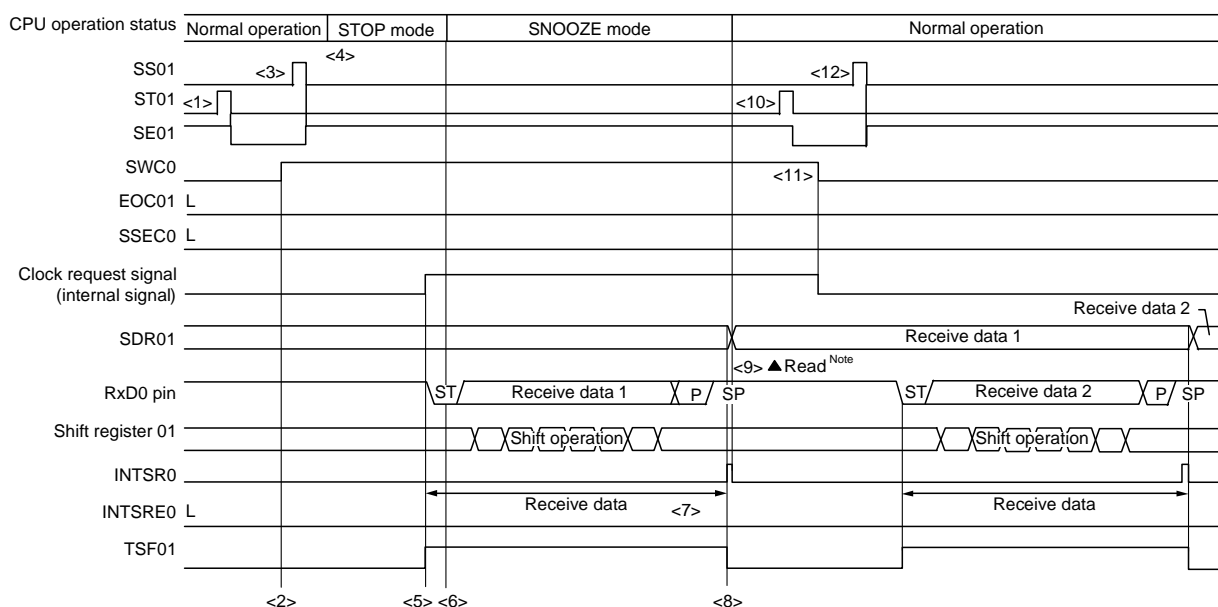 CPU operation status Normal operation STOP mode SNOOZE mode Normal operation
<4>
SS01 <3> <12>
ST01 <1> <10>
SE01
SWC0 <11>
EOC01 L
SSEC0 L
Clock request signal
(internal signal)
Receive data 2
SDR01 Receive data 1
<9> ▲Read Note
RxD0 pin ST Receive data 1 P SP ST Receive data 2 P SP
Shift register 01 Shift operation Shift operation
INTSR0
Receive data <7> Receive data
INTSRE0 L
TSF01
<2> <5> <6> <8>